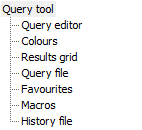 Query tool
Query editor
Colours
Results grid
Query file
Favourites
Macros
History file